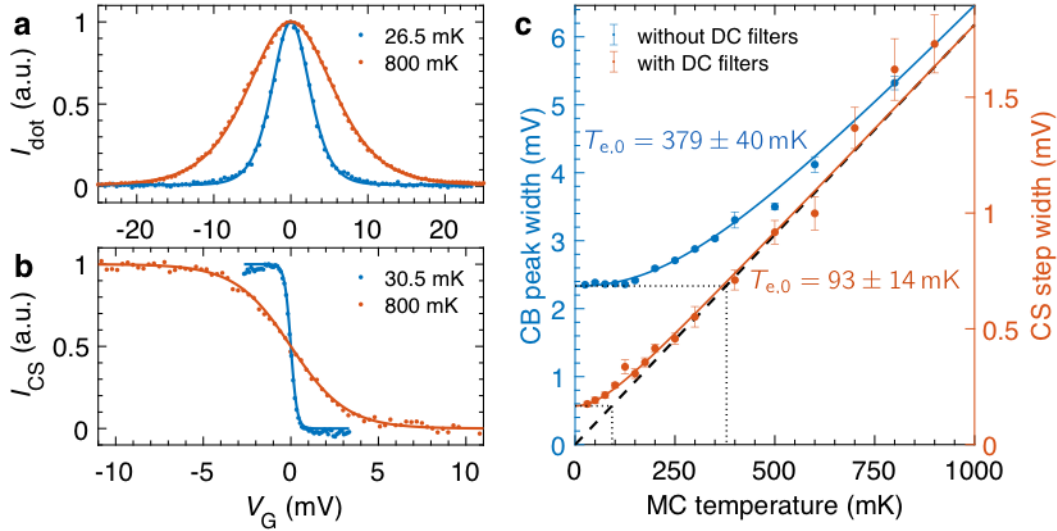 a
I_dot (a.u.)
1
0.5
0
26.5 mK
800 mK
-20 -10 0 10 20
b
I_CS (a.u.)
1
0.5
0
30.5 mK
800 mK
-10 -5 0 5 10
V_G (mV)
c
CB peak width (mV)
6
5
4
3
2
1
0
without DC filters
with DC filters
T_e,0 = 379 ± 40 mK
T_e,0 = 93 ± 14 mK
0 250 500 750 1000
MC temperature (mK)
1.5
1
0.5
0
CS step width (mV)